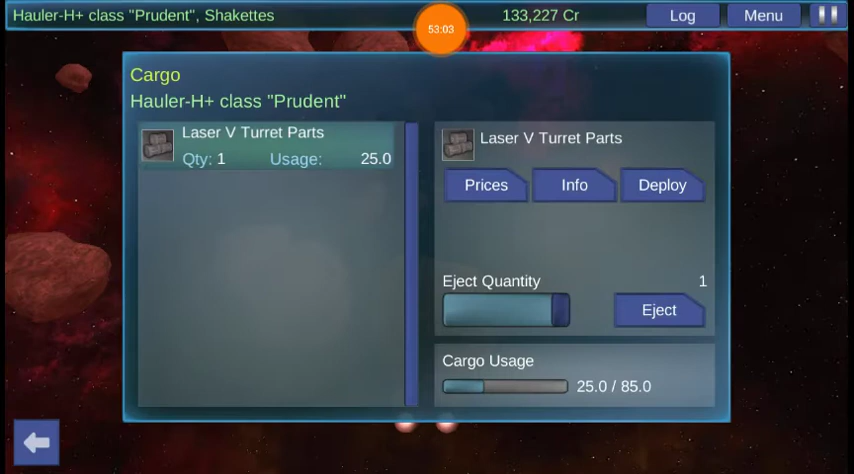 Hauler-H+ class "Prudent", Shakettes
53:03
133,227 Cr
Log
Menu
Cargo
Hauler-H+ class "Prudent"
Laser V Turret Parts
Qty: 1 Usage: 25.0
Laser V Turret Parts
Prices Info Deploy
Eject Quantity 1
Eject
Cargo Usage
25.0 / 85.0